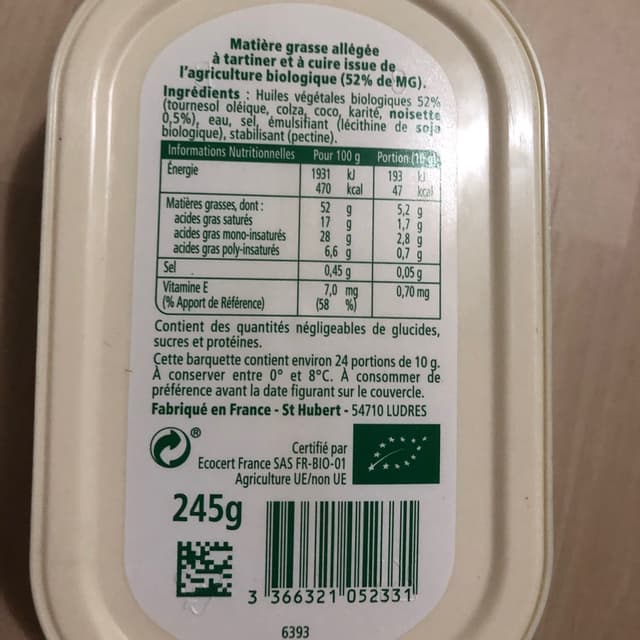 Matière grasse allégée
à tartiner et à cuire issue de
l'agriculture biologique (52% de MG).
Ingrédients : Huiles végétales biologiques 52%
(tournesol oléique, colza, coco, karité, noisette
0,5%), eau, sel, émulsifiant (lécithine de soja
biologique), stabilisant (pectine).
Informations Nutritionnelles Pour 100 g Portion (10 g)
Énergie 1931 kJ 193 kJ
470 kcal 47 kcal
Matières grasses, dont : 52 g 5,2 g
acides gras saturés 17 g 1,7 g
acides gras mono-insaturés 28 g 2,8 g
acides gras poly-insaturés 6,6 g 0,7 g
Sel 0,45 g 0,05 g
Vitamine E 7,0 mg 0,70 mg
(% Apport de Référence) (58 %)
Contient des quantités négligeables de glucides,
sucres et protéines.
Cette barquette contient environ 24 portions de 10 g.
À conserver entre 0° et 8°C. À consommer de
préférence avant la date figurant sur le couvercle.
Fabriqué en France - St Hubert - 54710 LUDRES
®
Certifié par
Ecocert France SAS FR-BIO-01
Agriculture UE/non UE
245g
3 366321 052331
6393